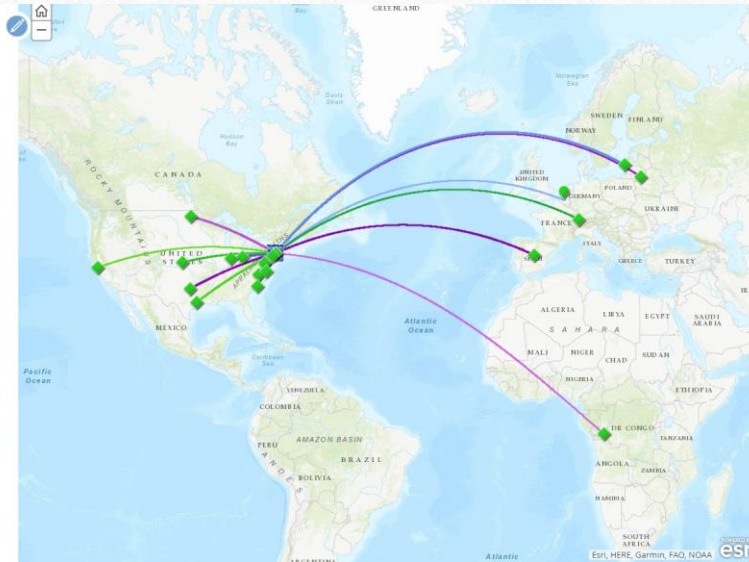 GREENLAND
Davis
Strait
Norwegian
Sea
SWEDEN
FINLAND
NORWAY
Hudson
Bay
CANADA
ROCKY MOUNTAINS
UNITED
KINGDOM
GERMANY
POLAND
UKRAINE
FRANCE
ITALY
UNITED
STATES
GREECE
TURKEY
MEXICO
Atlantic
Ocean
ALGERIA
LIBYA
EGYPT
SAUDI
ARABIA
SAHARA
MALI
NIGER
CHAD
SUDAN
Caribbean
Sea
Pacific
Ocean
NIGERIA
ETHIOPIA
VENEZUELA
COLOMBIA
DR CONGO
TANZANIA
AMAZON BASIN
PERU
BRAZIL
ANDES
ANGOLA
ZAMBIA
BOLIVIA
NAMIBIA
SOUTH
AFRICA
Atlantic
Esri, HERE, Garmin, FAO, NOAA
esri